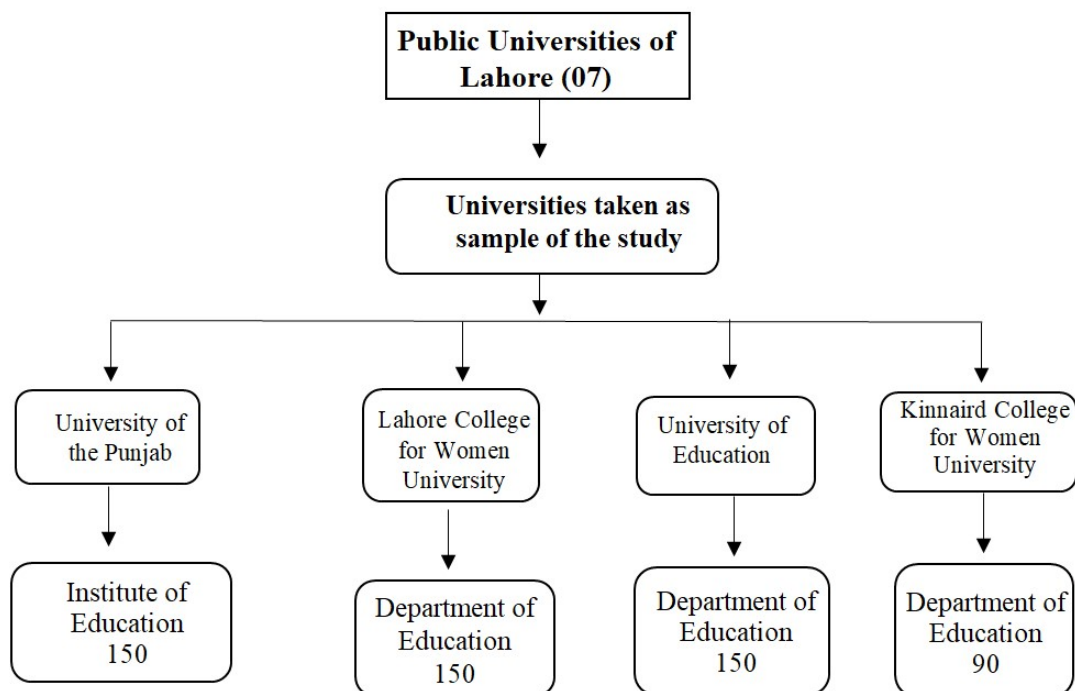 Public Universities of
Lahore (07)
Universities taken as
sample of the study
University of
the Punjab
Lahore College
for Women
University
University of
Education
Kinnaird College
for Women
University
Institute of
Education
150
Department of
Education
150
Department of
Education
150
Department of
Education
90